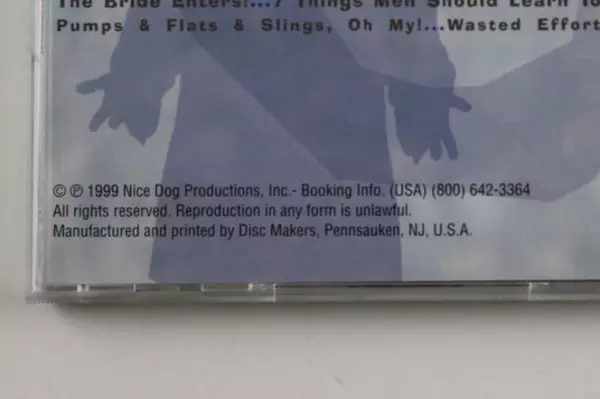 The Bride Enters!...7 Things Men Should Learn To
Pumps & Flats & Slings, Oh My!...Wasted Effort
© ℗ 1999 Nice Dog Productions, Inc.- Booking Info. (USA) (800) 642-3364
All rights reserved. Reproduction in any form is unlawful.
Manufactured and printed by Disc Makers, Pennsauken, NJ, U.S.A.